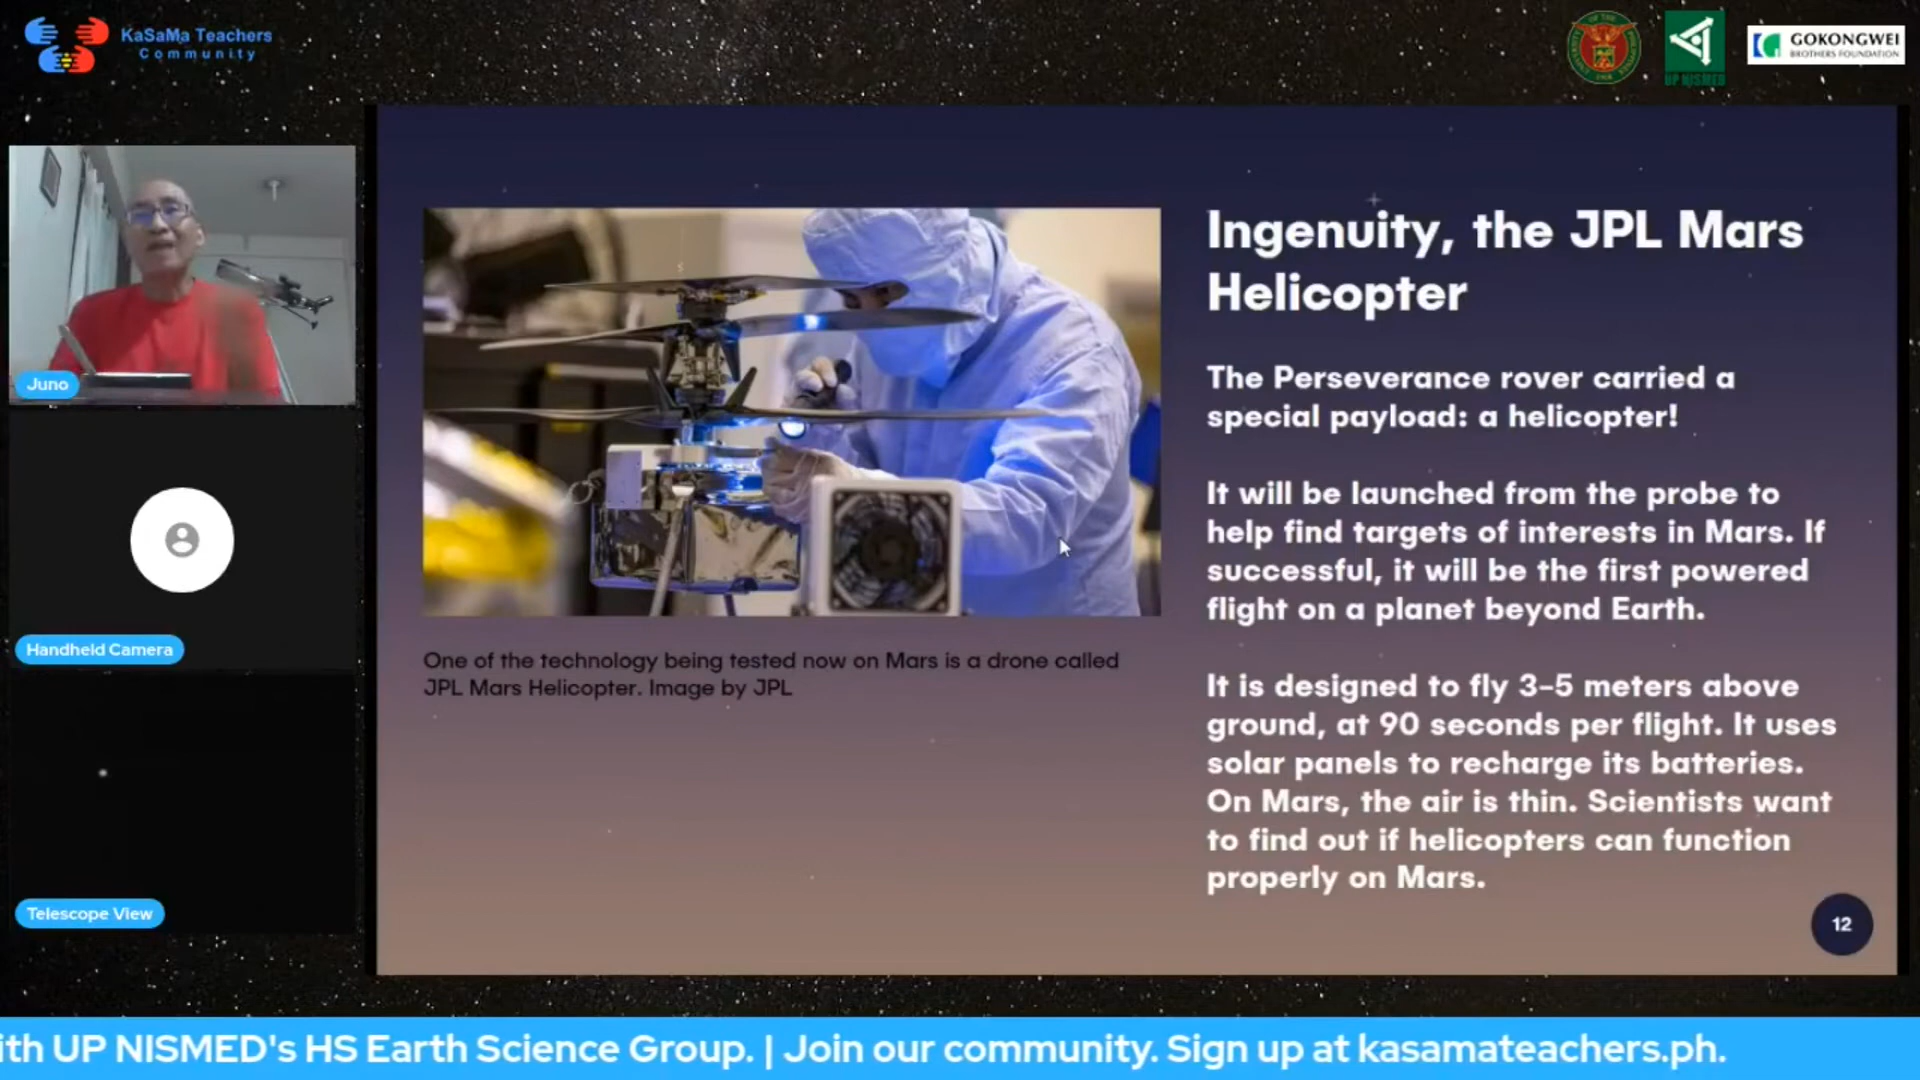 KaSaMa Teachers
Community
UP NISMED
GOKONGWEI
BROTHERS FOUNDATION
Juno
Handheld Camera
Telescope View
Ingenuity, the JPL Mars
Helicopter
The Perseverance rover carried a
special payload: a helicopter!
It will be launched from the probe to
help find targets of interests in Mars. If
successful, it will be the first powered
flight on a planet beyond Earth.
It is designed to fly 3-5 meters above
ground, at 90 seconds per flight. It uses
solar panels to recharge its batteries.
On Mars, the air is thin. Scientists want
to find out if helicopters can function
properly on Mars.
One of the technology being tested now on Mars is a drone called
JPL Mars Helicopter. Image by JPL
12
ith UP NISMED's HS Earth Science Group. | Join our community. Sign up at kasamateachers.ph.